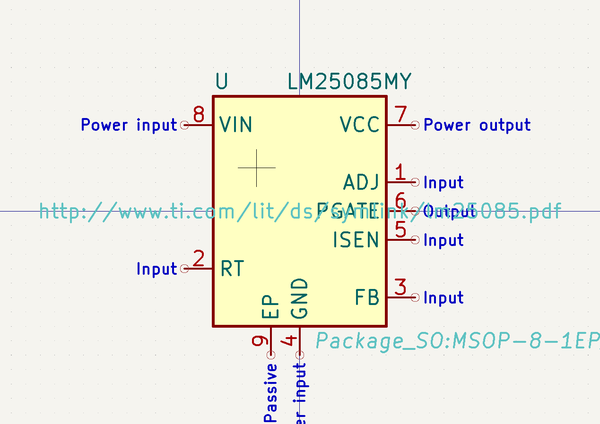 U LM25085MY
Power input 8 VIN VCC 7 Power output
ADJ 1 Input
PGATE 6 Output
http://www.ti.com/lit/ds/symlink/lm25085.pdf
ISEN 5 Input
Input 2 RT
FB 3 Input
EP GND
9 4
Package_SO:MSOP-8-1EP
Passive
er input